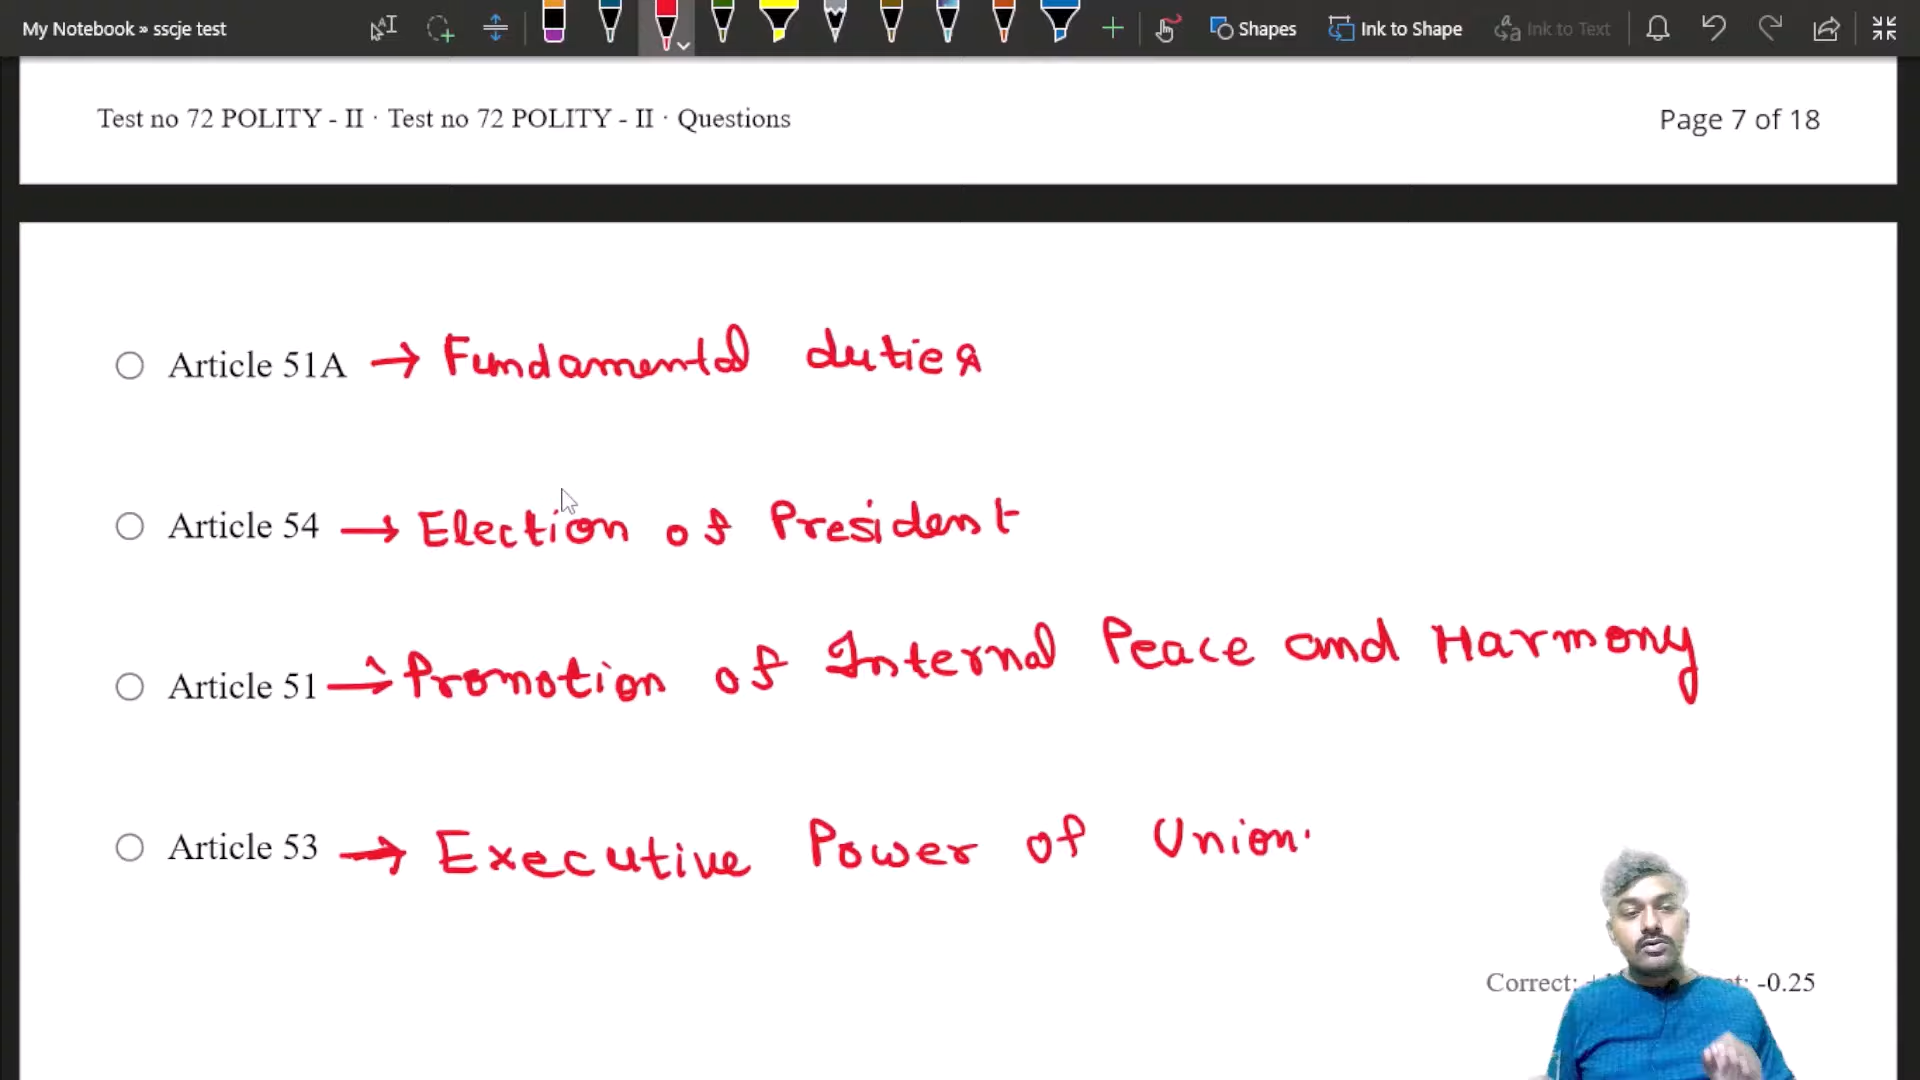 My Notebook » sscje test
Shapes
Ink to Shape
Ink to Text
Test no 72 POLITY - II · Test no 72 POLITY - II · Questions
Page 7 of 18
Article 51A → Fundamental duties
Article 54 → Election of President
Article 51 → Promotion of Internal Peace and Harmony
Article 53 → Executive Power of Union.
Correct: -0.25